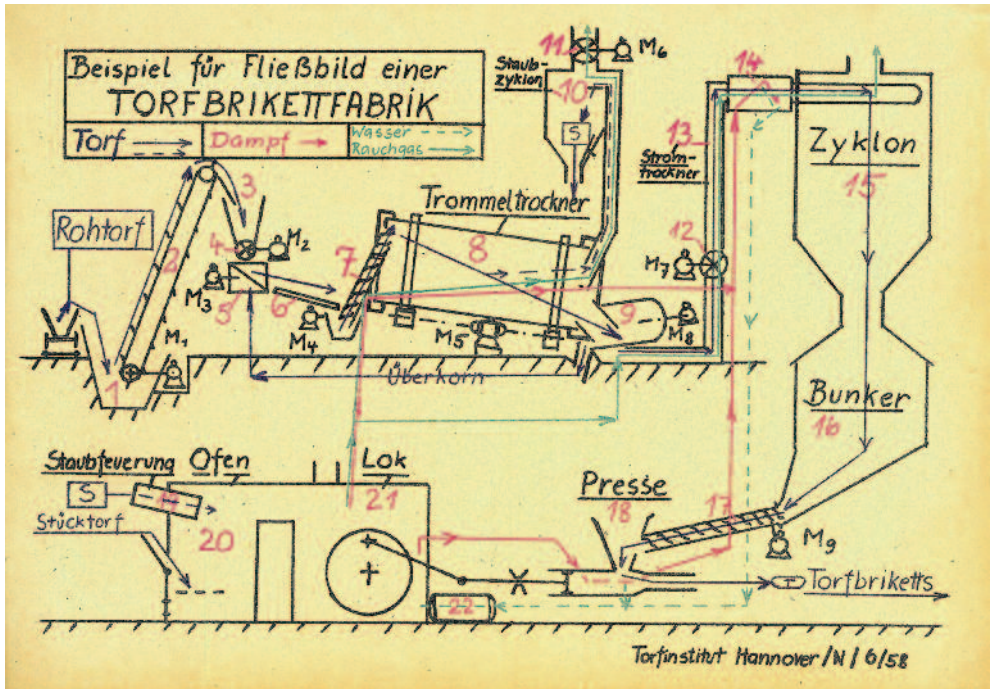 Beispiel für Fließbild einer
TORFBRIKETTFABRIK
Torf
Dampf
Wasser
Rauchgas
11
M6
Staub-
zyklon
10
S
14
13
Strom-
trockner
Zyklon
15
3
Rohtorf
2
4
M2
M3
5
6
7
Trommeltrockner
8
12
M7
M4
M5
9
M8
M1
1
Überkorn
Bunker
16
Staubfeuerung
Ofen
Lok
21
S
19
Stücktorf
20
Presse
18
17
M9
22
Torfbriketts
Torfinstitut Hannover/N/6/58